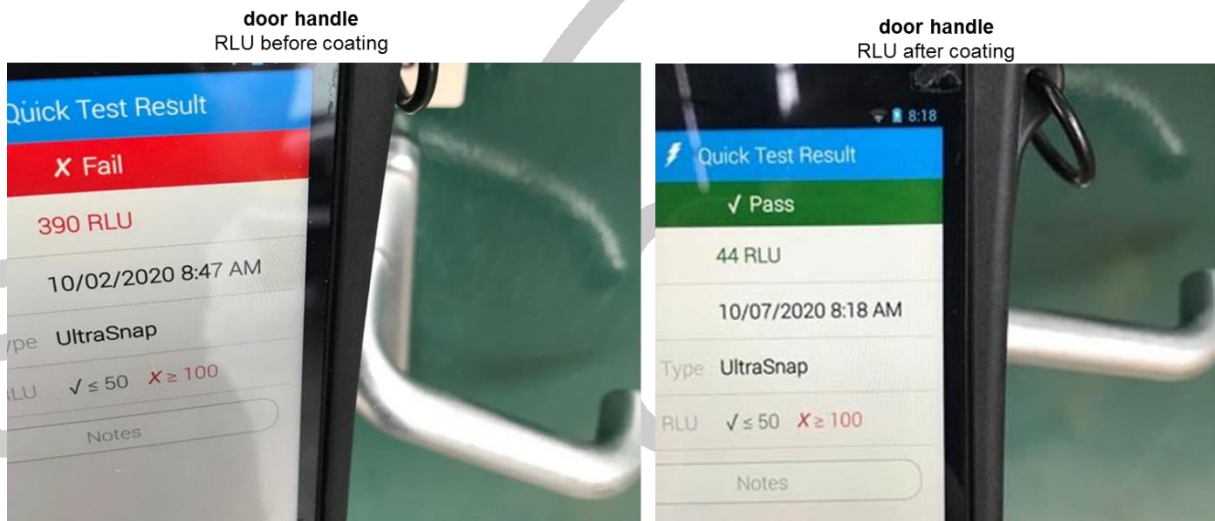 door handle
RLU before coating
Quick Test Result
✗ Fail
390 RLU
10/02/2020 8:47 AM
UltraSnap
RLU ✓ ≤ 50 ✗ ≥ 100
Notes
door handle
RLU after coating
8:18
Quick Test Result
✓ Pass
44 RLU
10/07/2020 8:18 AM
Type UltraSnap
RLU ✓ ≤ 50 ✗ ≥ 100
Notes